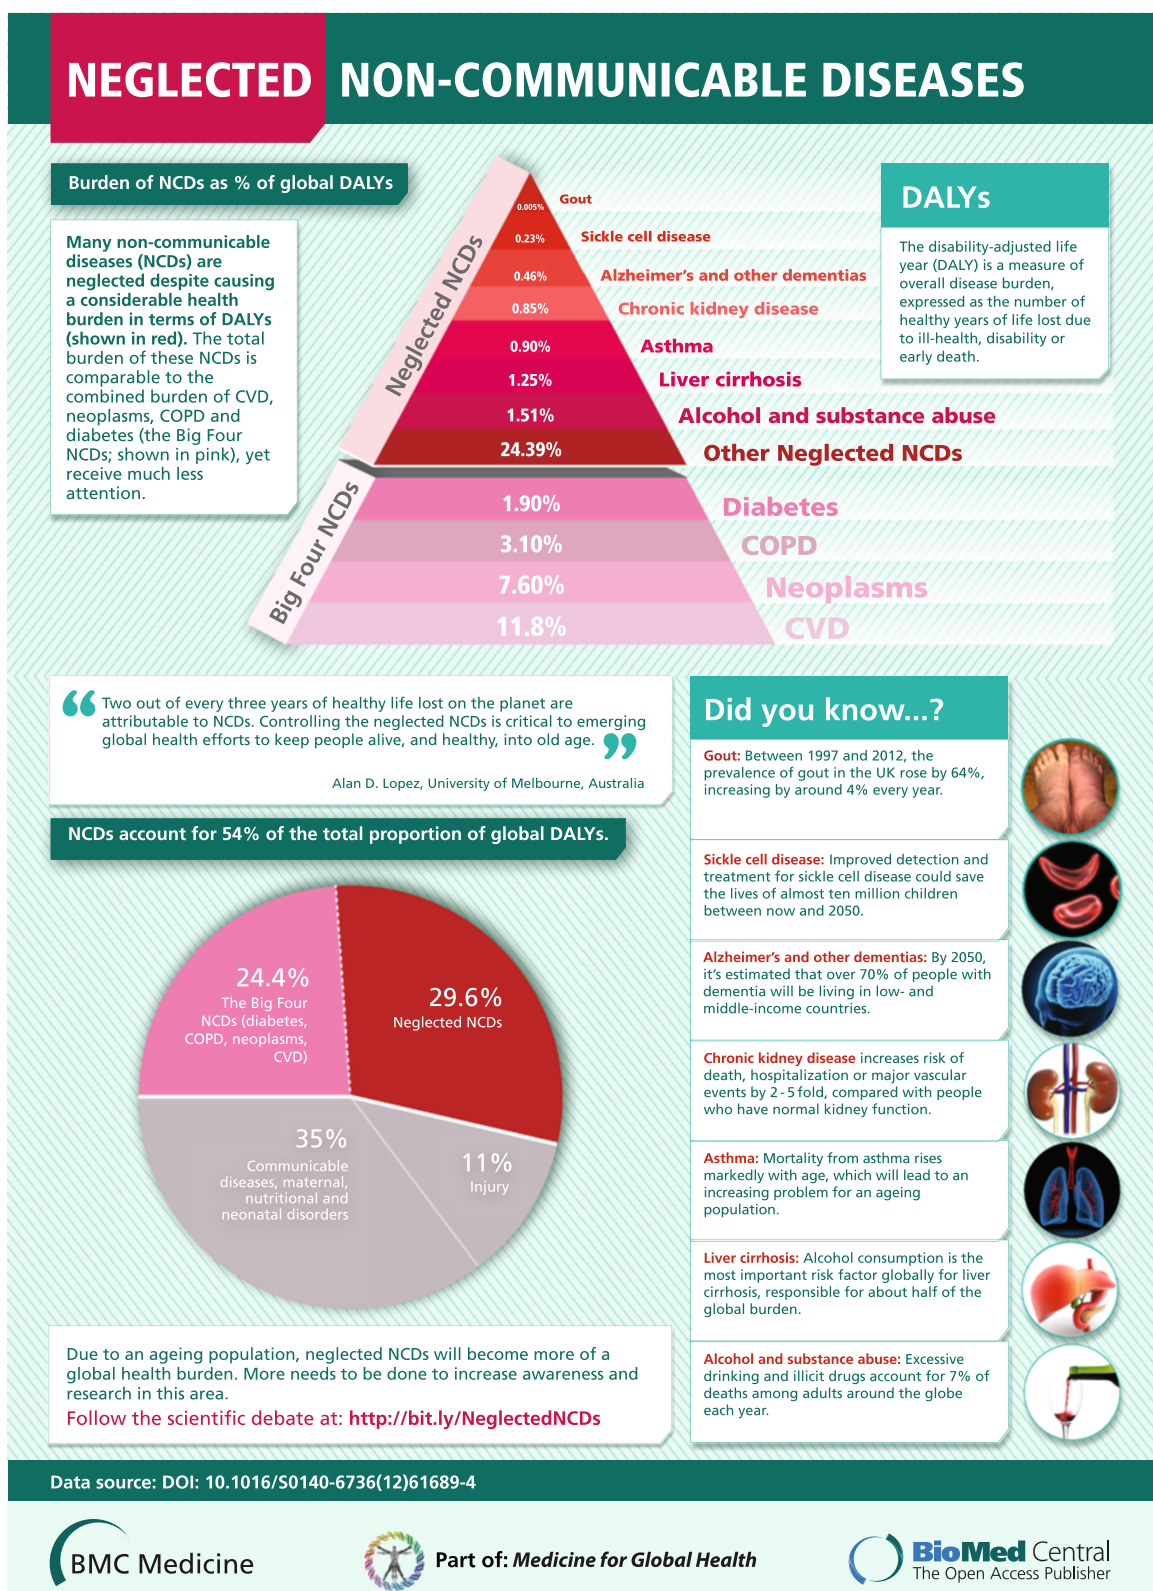 NEGLECTED NON-COMMUNICABLE DISEASES
Burden of NCDs as % of global DALYs
Many non-communicable
diseases (NCDs) are
neglected despite causing
a considerable health
burden in terms of DALYs
(shown in red). The total
burden of these NCDs is
comparable to the
combined burden of CVD,
neoplasms, COPD and
diabetes (the Big Four
NCDs; shown in pink), yet
receive much less
attention.
Neglected NCDs
0.005% Gout
0.23% Sickle cell disease
0.46% Alzheimer's and other dementias
0.85% Chronic kidney disease
0.90% Asthma
1.25% Liver cirrhosis
1.51% Alcohol and substance abuse
24.39% Other Neglected NCDs
Big Four NCDs
1.90% Diabetes
3.10% COPD
7.60% Neoplasms
11.8% CVD
DALYs
The disability-adjusted life
year (DALY) is a measure of
overall disease burden,
expressed as the number of
healthy years of life lost due
to ill-health, disability or
early death.
“ Two out of every three years of healthy life lost on the planet are
attributable to NCDs. Controlling the neglected NCDs is critical to emerging
global health efforts to keep people alive, and healthy, into old age. ”
Alan D. Lopez, University of Melbourne, Australia
NCDs account for 54% of the total proportion of global DALYs.
24.4%
The Big Four
NCDs (diabetes,
COPD, neoplasms,
CVD)
29.6%
Neglected NCDs
35%
Communicable
diseases, maternal,
nutritional and
neonatal disorders
11%
Injury
Due to an ageing population, neglected NCDs will become more of a
global health burden. More needs to be done to increase awareness and
research in this area.
Follow the scientific debate at: http://bit.ly/NeglectedNCDs
Did you know...?
Gout: Between 1997 and 2012, the
prevalence of gout in the UK rose by 64%,
increasing by around 4% every year.
Sickle cell disease: Improved detection and
treatment for sickle cell disease could save
the lives of almost ten million children
between now and 2050.
Alzheimer's and other dementias: By 2050,
it's estimated that over 70% of people with
dementia will be living in low- and
middle-income countries.
Chronic kidney disease increases risk of
death, hospitalization or major vascular
events by 2 - 5 fold, compared with people
who have normal kidney function.
Asthma: Mortality from asthma rises
markedly with age, which will lead to an
increasing problem for an ageing
population.
Liver cirrhosis: Alcohol consumption is the
most important risk factor globally for liver
cirrhosis, responsible for about half of the
global burden.
Alcohol and substance abuse: Excessive
drinking and illicit drugs account for 7% of
deaths among adults around the globe
each year.
Data source: DOI: 10.1016/S0140-6736(12)61689-4
BMC Medicine
Part of: Medicine for Global Health
BioMed Central
The Open Access Publisher